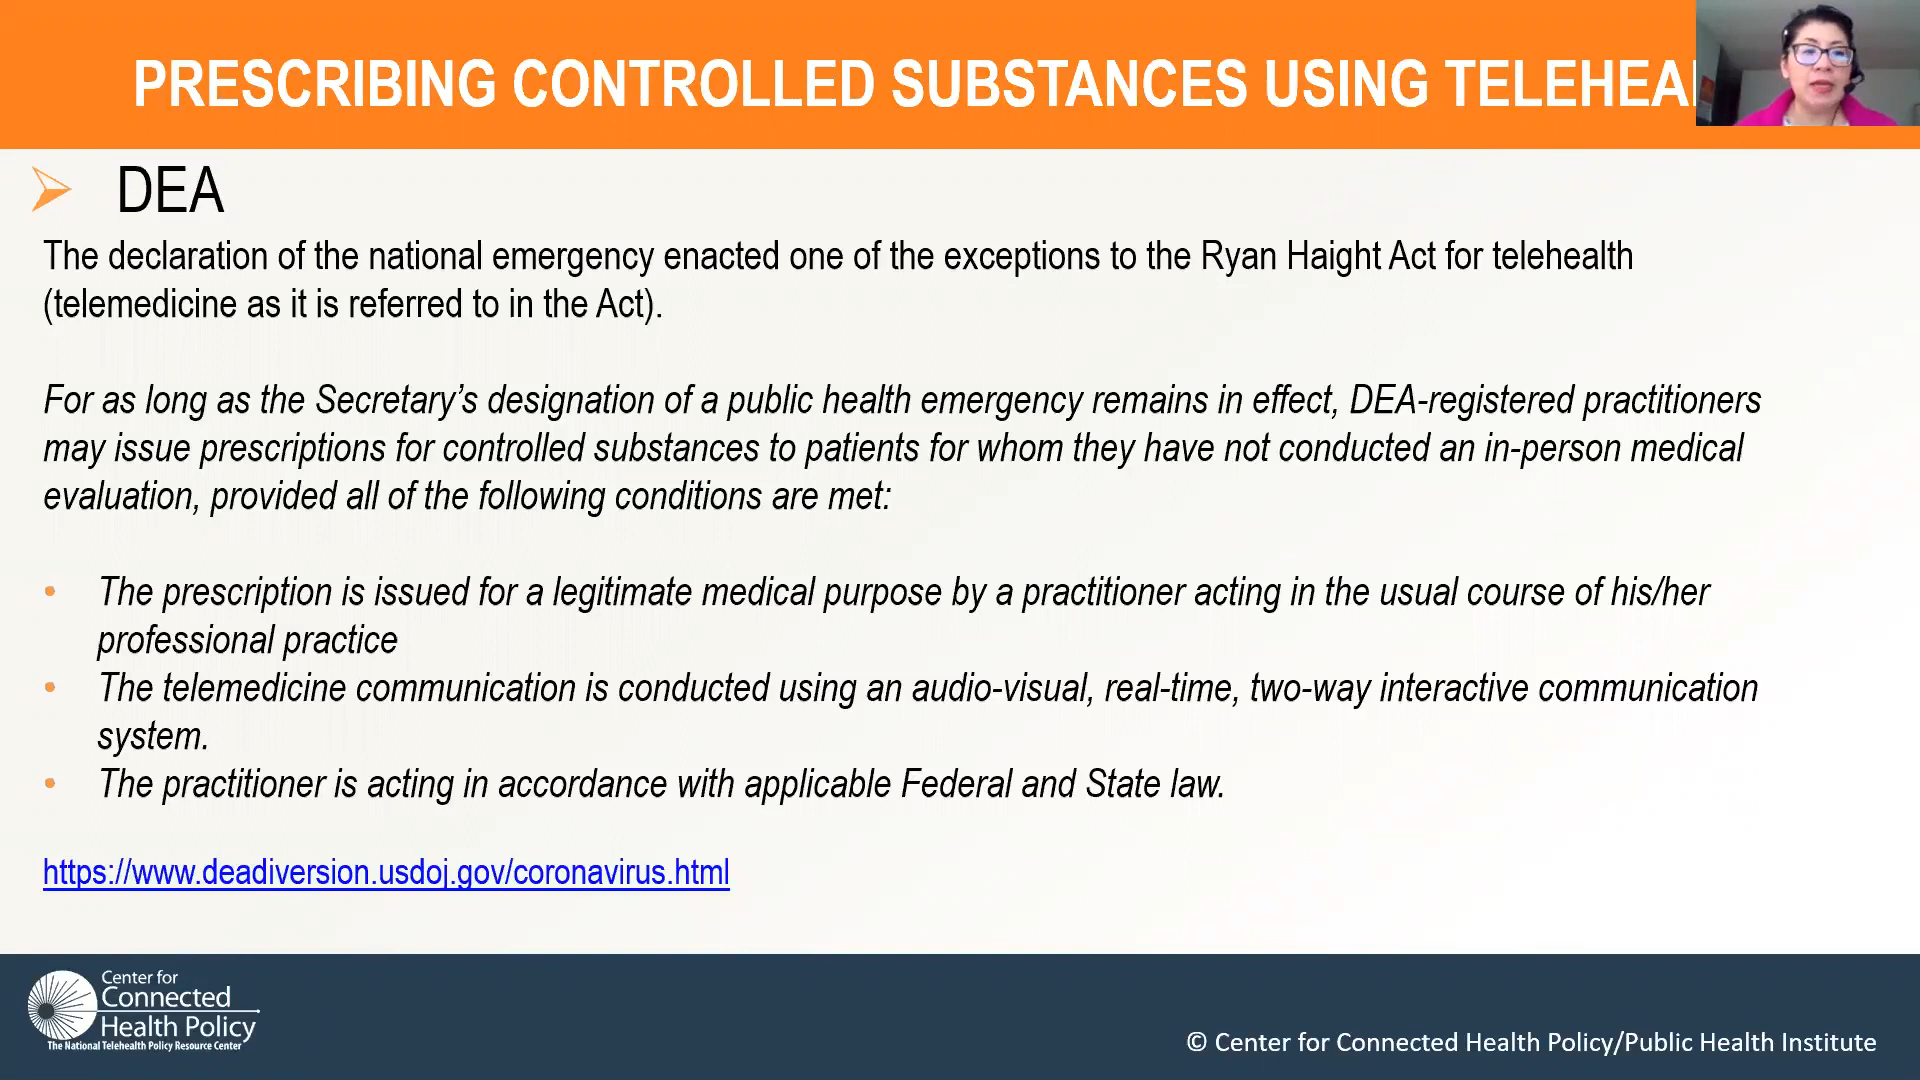 PRESCRIBING CONTROLLED SUBSTANCES USING TELEHEA
DEA
The declaration of the national emergency enacted one of the exceptions to the Ryan Haight Act for telehealth
(telemedicine as it is referred to in the Act).
For as long as the Secretary’s designation of a public health emergency remains in effect, DEA-registered practitioners
may issue prescriptions for controlled substances to patients for whom they have not conducted an in-person medical
evaluation, provided all of the following conditions are met:
• The prescription is issued for a legitimate medical purpose by a practitioner acting in the usual course of his/her
professional practice
• The telemedicine communication is conducted using an audio-visual, real-time, two-way interactive communication
system.
• The practitioner is acting in accordance with applicable Federal and State law.
https://www.deadiversion.usdoj.gov/coronavirus.html
Center for
Connected
Health Policy
The National Telehealth Policy Resource Center
© Center for Connected Health Policy/Public Health Institute